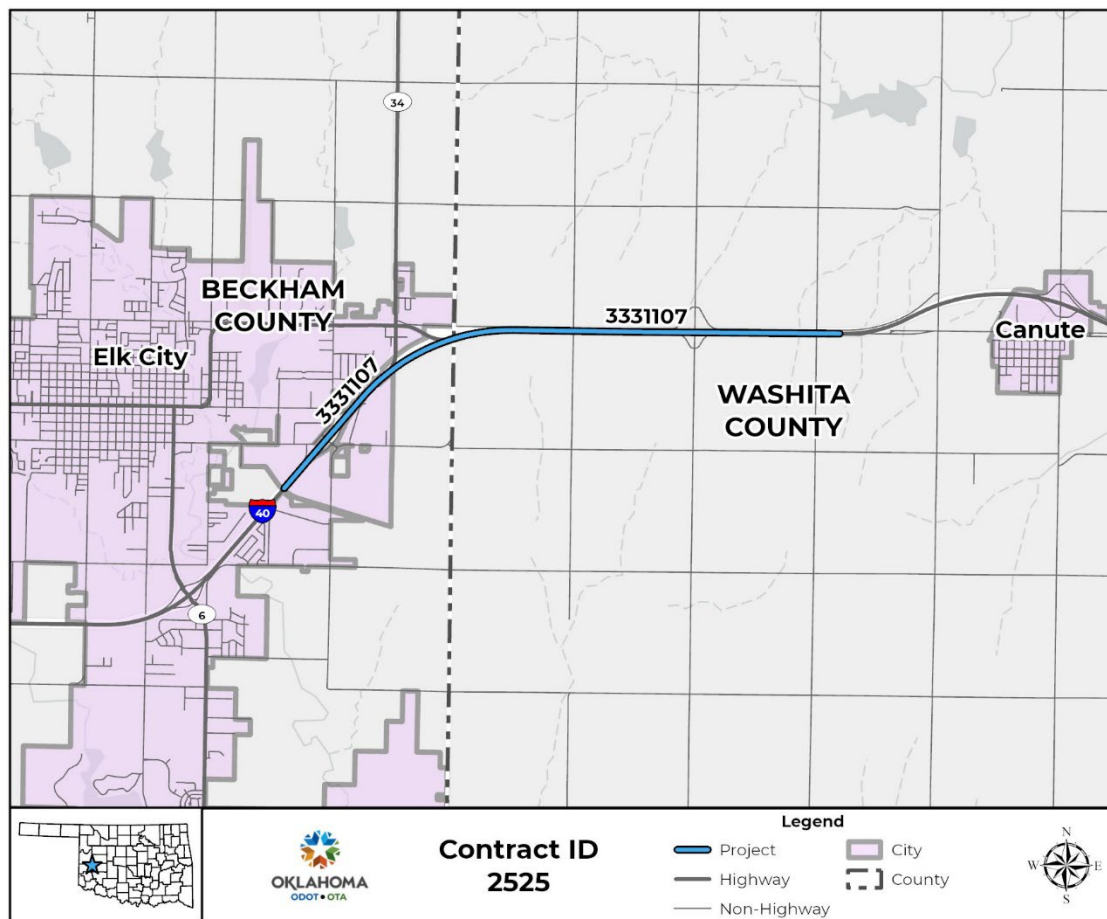 34
BECKHAM
COUNTY
Elk City
3331107
3331107
Canute
WASHITA
COUNTY
40
6
OKLAHOMA
ODOT • OTA
Contract ID
2525
Legend
Project
Highway
Non-Highway
City
County
N
W
E
S